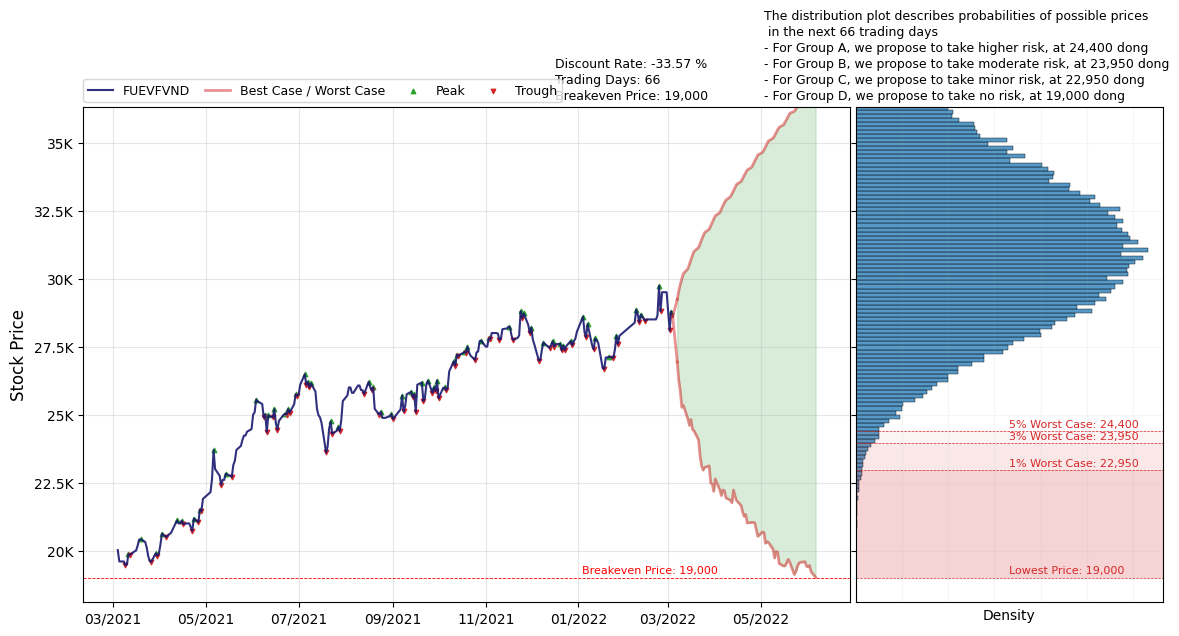 The distribution plot describes probabilities of possible prices
in the next 66 trading days
- For Group A, we propose to take higher risk, at 24,400 dong
- For Group B, we propose to take moderate risk, at 23,950 dong
- For Group C, we propose to take minor risk, at 22,950 dong
- For Group D, we propose to take no risk, at 19,000 dong
Discount Rate: -33.57 %
Trading Days: 66
Breakeven Price: 19,000
FUEVFVND
Best Case / Worst Case
Peak
Trough
Stock Price
35K
32.5K
30K
27.5K
25K
22.5K
20K
5% Worst Case: 24,400
3% Worst Case: 23,950
1% Worst Case: 22,950
Lowest Price: 19,000
Breakeven Price: 19,000
03/2021
05/2021
07/2021
09/2021
11/2021
01/2022
03/2022
05/2022
Density